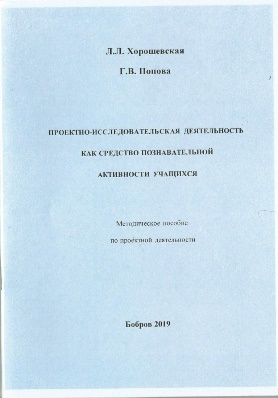 Л.Л. Хорошевская
Г.В. Попова
ПРОЕКТНО-ИССЛЕДОВАТЕЛЬСКАЯ ДЕЯТЕЛЬНОСТЬ
КАК СРЕДСТВО ПОЗНАВАТЕЛЬНОЙ
АКТИВНОСТИ УЧАЩИХСЯ
Методическое пособие
по проектной деятельности
Бобров 2019